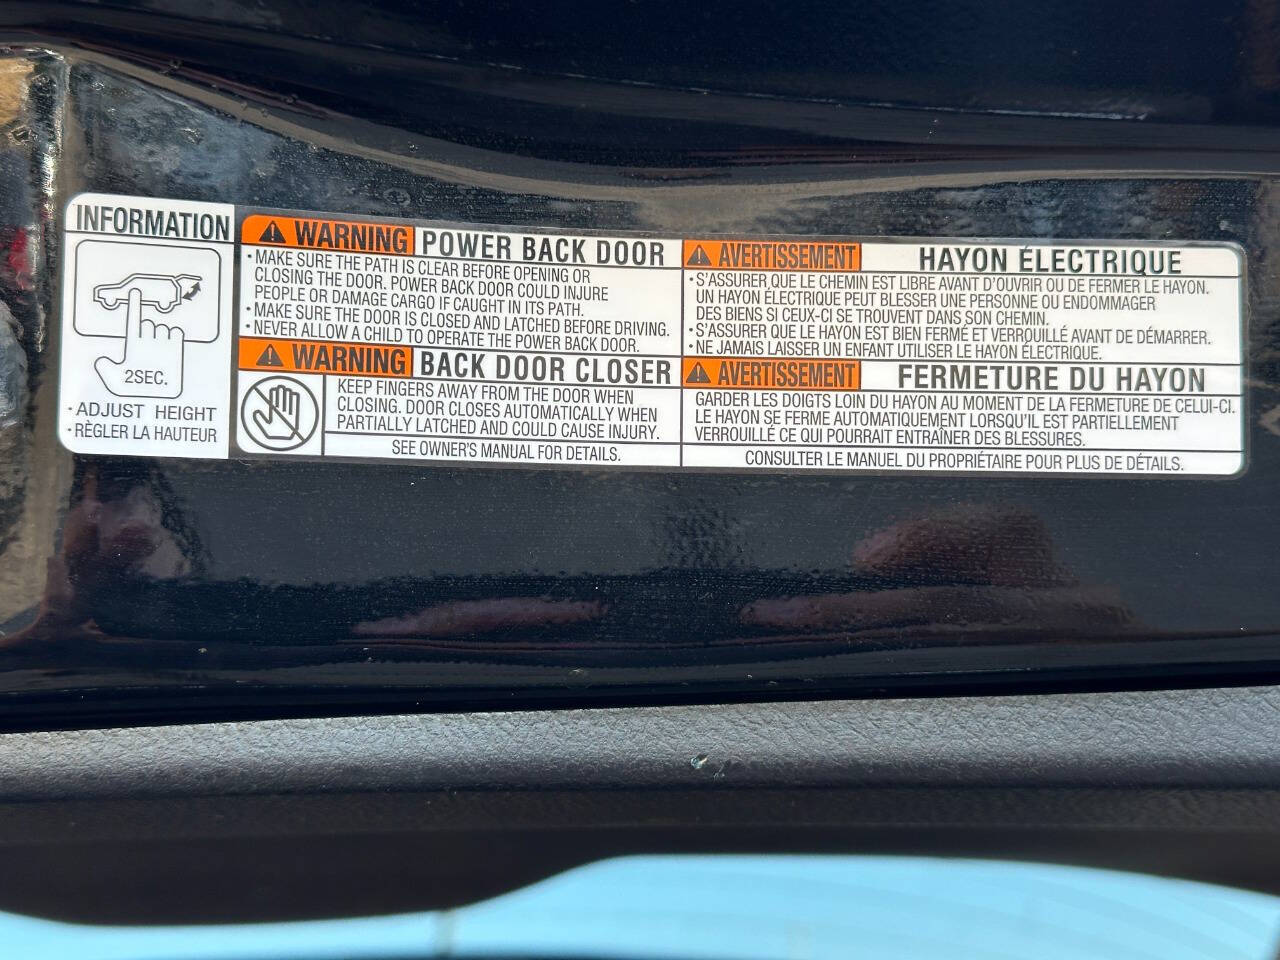 INFORMATION
2SEC.
· ADJUST HEIGHT
· RÈGLER LA HAUTEUR
WARNING POWER BACK DOOR
· MAKE SURE THE PATH IS CLEAR BEFORE OPENING OR
CLOSING THE DOOR. POWER BACK DOOR COULD INJURE
PEOPLE OR DAMAGE CARGO IF CAUGHT IN ITS PATH.
· MAKE SURE THE DOOR IS CLOSED AND LATCHED BEFORE DRIVING.
· NEVER ALLOW A CHILD TO OPERATE THE POWER BACK DOOR.
WARNING BACK DOOR CLOSER
KEEP FINGERS AWAY FROM THE DOOR WHEN
CLOSING. DOOR CLOSES AUTOMATICALLY WHEN
PARTIALLY LATCHED AND COULD CAUSE INJURY.
SEE OWNER'S MANUAL FOR DETAILS.
AVERTISSEMENT HAYON ÉLECTRIQUE
· S'ASSURER QUE LE CHEMIN EST LIBRE AVANT D'OUVRIR OU DE FERMER LE HAYON.
UN HAYON ÉLECTRIQUE PEUT BLESSER UNE PERSONNE OU ENDOMMAGER
DES BIENS SI CEUX-CI SE TROUVENT DANS SON CHEMIN.
· S'ASSURER QUE LE HAYON EST BIEN FERMÉ ET VERROUILLÉ AVANT DE DÉMARRER.
· NE JAMAIS LAISSER UN ENFANT UTILISER LE HAYON ÉLECTRIQUE.
AVERTISSEMENT FERMETURE DU HAYON
GARDER LES DOIGTS LOIN DU HAYON AU MOMENT DE LA FERMETURE DE CELUI-CI.
LE HAYON SE FERME AUTOMATIQUEMENT LORSQU'IL EST PARTIELLEMENT
VERROUILLÉ CE QUI POURRAIT ENTRAÎNER DES BLESSURES.
CONSULTER LE MANUEL DU PROPRIÉTAIRE POUR PLUS DE DÉTAILS.